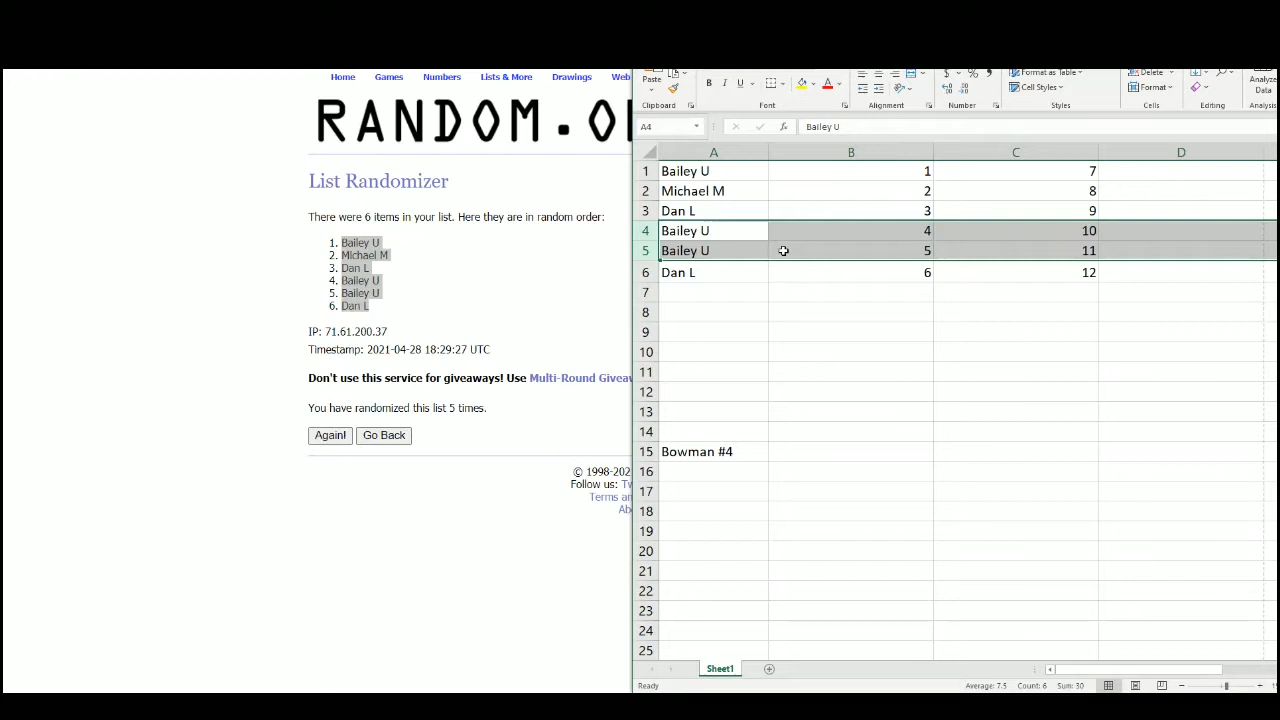 Home Games Numbers Lists & More Drawings Web
RANDOM.O
List Randomizer
There were 6 items in your list. Here they are in random order:
1. Bailey U
2. Michael M
3. Dan L
4. Bailey U
5. Bailey U
6. Dan L
IP: 71.61.200.37
Timestamp: 2021-04-28 18:29:27 UTC
Don't use this service for giveaways! Use Multi-Round Giveaw
You have randomized this list 5 times.
Again! Go Back
© 1998-202
Follow us: Tw
Terms an
Abo
Paste B I U A $ % Format as Table Delete Analyze
Cell Styles Format Data
Clipboard Font Alignment Number Styles Cells Editing Analysis
A4 fx Bailey U
A B C D
1 Bailey U 1 7
2 Michael M 2 8
3 Dan L 3 9
4 Bailey U 4 10
5 Bailey U 5 11
6 Dan L 6 12
7
8
9
10
11
12
13
14
15 Bowman #4
16
17
18
19
20
21
22
23
24
25
Sheet1
Ready Average: 7.5 Count: 6 Sum: 30